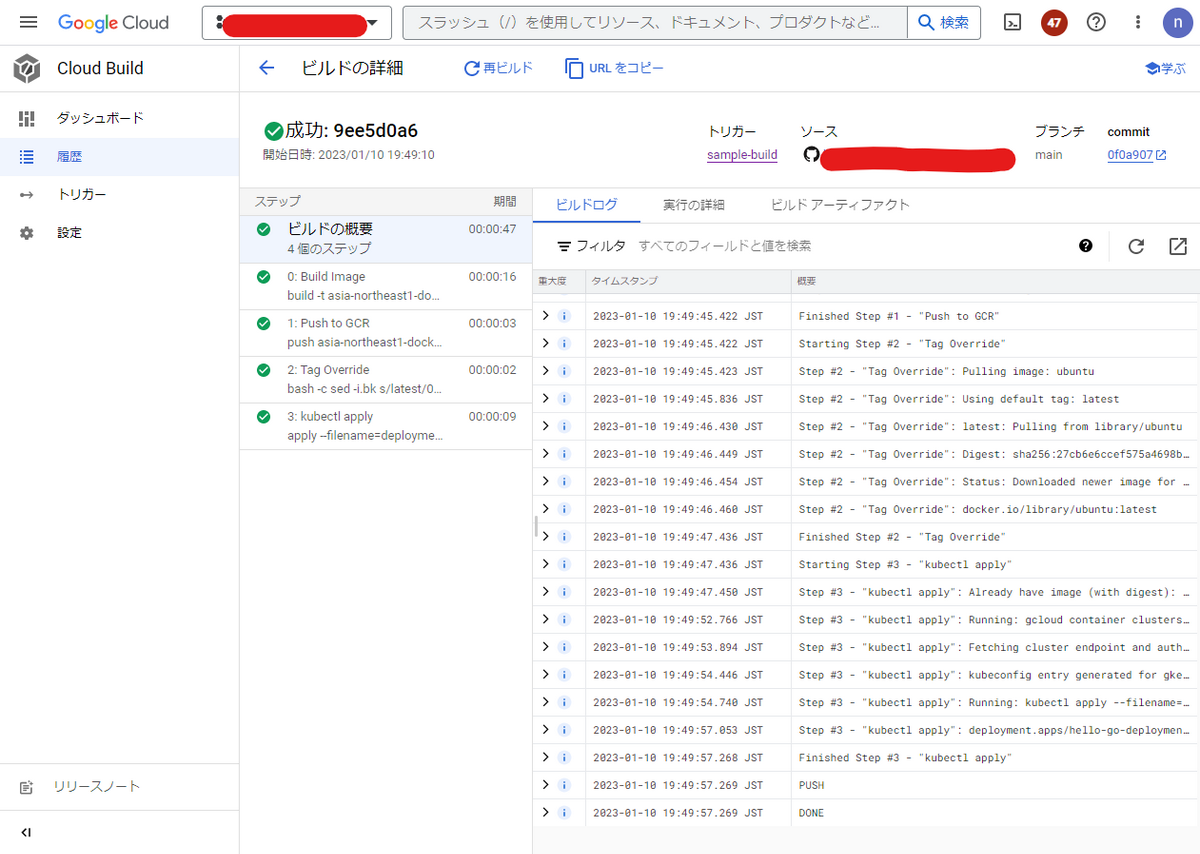 Google Cloud
スラッシュ（/）を使用してリソース、ドキュメント、プロダクトなど...
検索
47
n
Cloud Build
ビルドの詳細
再ビルド
URL をコピー
学ぶ
ダッシュボード
履歴
トリガー
設定
リリースノート
成功: 9ee5d0a6
開始日時: 2023/01/10 19:49:10
トリガー
sample-build
ソース
ブランチ
main
commit
0f0a907
ステップ 期間
ビルドの概要 00:00:47
4 個のステップ
0: Build Image 00:00:16
build -t asia-northeast1-do...
1: Push to GCR 00:00:03
push asia-northeast1-dock...
2: Tag Override 00:00:02
bash -c sed -i.bk s/latest/0...
3: kubectl apply 00:00:09
apply --filename=deployme...
ビルドログ 実行の詳細 ビルド アーティファクト
フィルタ すべてのフィールドと値を検索
重大度 タイムスタンプ 概要
2023-01-10 19:49:45.422 JST Finished Step #1 - "Push to GCR"
2023-01-10 19:49:45.422 JST Starting Step #2 - "Tag Override"
2023-01-10 19:49:45.423 JST Step #2 - "Tag Override": Pulling image: ubuntu
2023-01-10 19:49:45.836 JST Step #2 - "Tag Override": Using default tag: latest
2023-01-10 19:49:46.430 JST Step #2 - "Tag Override": latest: Pulling from library/ubuntu
2023-01-10 19:49:46.449 JST Step #2 - "Tag Override": Digest: sha256:27cb6e6ccef575a4698b...
2023-01-10 19:49:46.454 JST Step #2 - "Tag Override": Status: Downloaded newer image for ...
2023-01-10 19:49:46.460 JST Step #2 - "Tag Override": docker.io/library/ubuntu:latest
2023-01-10 19:49:47.436 JST Finished Step #2 - "Tag Override"
2023-01-10 19:49:47.436 JST Starting Step #3 - "kubectl apply"
2023-01-10 19:49:47.450 JST Step #3 - "kubectl apply": Already have image (with digest): ...
2023-01-10 19:49:52.766 JST Step #3 - "kubectl apply": Running: gcloud container clusters...
2023-01-10 19:49:53.894 JST Step #3 - "kubectl apply": Fetching cluster endpoint and auth...
2023-01-10 19:49:54.446 JST Step #3 - "kubectl apply": kubeconfig entry generated for gke...
2023-01-10 19:49:54.740 JST Step #3 - "kubectl apply": Running: kubectl apply --filename=...
2023-01-10 19:49:57.053 JST Step #3 - "kubectl apply": deployment.apps/hello-go-deploymen...
2023-01-10 19:49:57.268 JST Finished Step #3 - "kubectl apply"
2023-01-10 19:49:57.269 JST PUSH
2023-01-10 19:49:57.269 JST DONE